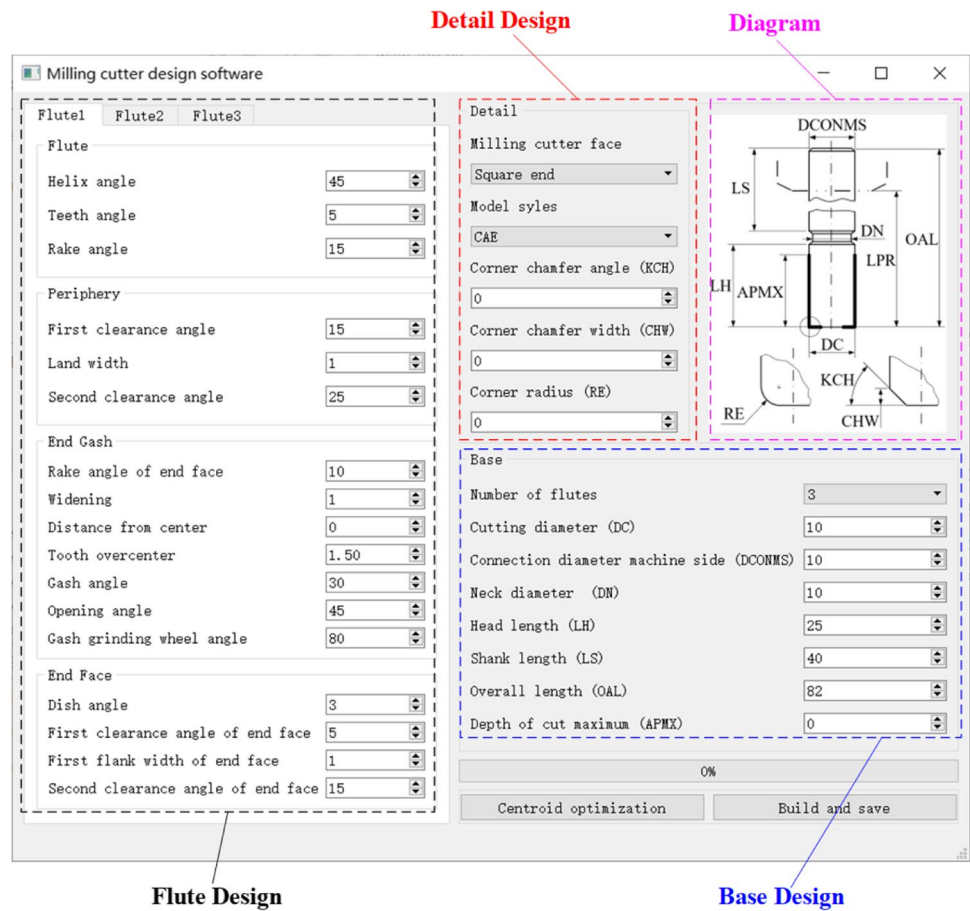 Detail Design
Diagram
Milling cutter design software
Flute1 Flute2 Flute3
Flute
Helix angle 45
Teeth angle 5
Rake angle 15
Periphery
First clearance angle 15
Land width 1
Second clearance angle 25
End Gash
Rake angle of end face 10
Widening 1
Distance from center 0
Tooth overcenter 1.50
Gash angle 30
Opening angle 45
Gash grinding wheel angle 80
End Face
Dish angle 3
First clearance angle of end face 5
First flank width of end face 1
Second clearance angle of end face 15
Detail
Milling cutter face
Square end
Model syles
CAE
Corner chamfer angle (KCH)
0
Corner chamfer width (CHW)
0
Corner radius (RE)
0
DCONMS
LS
DN
OAL
LPR
LH
APMX
DC
KCH
RE
CHW
Base
Number of flutes 3
Cutting diameter (DC) 10
Connection diameter machine side (DCONMS) 10
Neck diameter (DN) 10
Head length (LH) 25
Shank length (LS) 40
Overall length (OAL) 82
Depth of cut maximum (APMX) 0
0%
Centroid optimization Build and save
Flute Design
Base Design